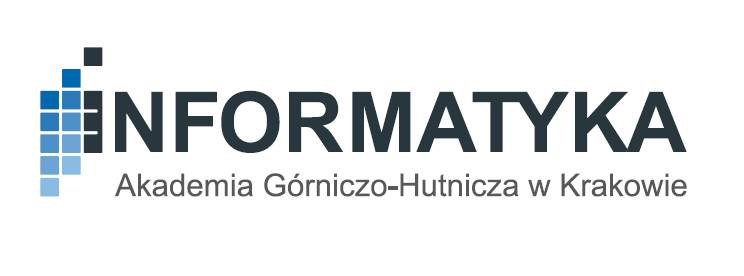 INFORMATYKA
Akademia Górniczo-Hutnicza w Krakowie